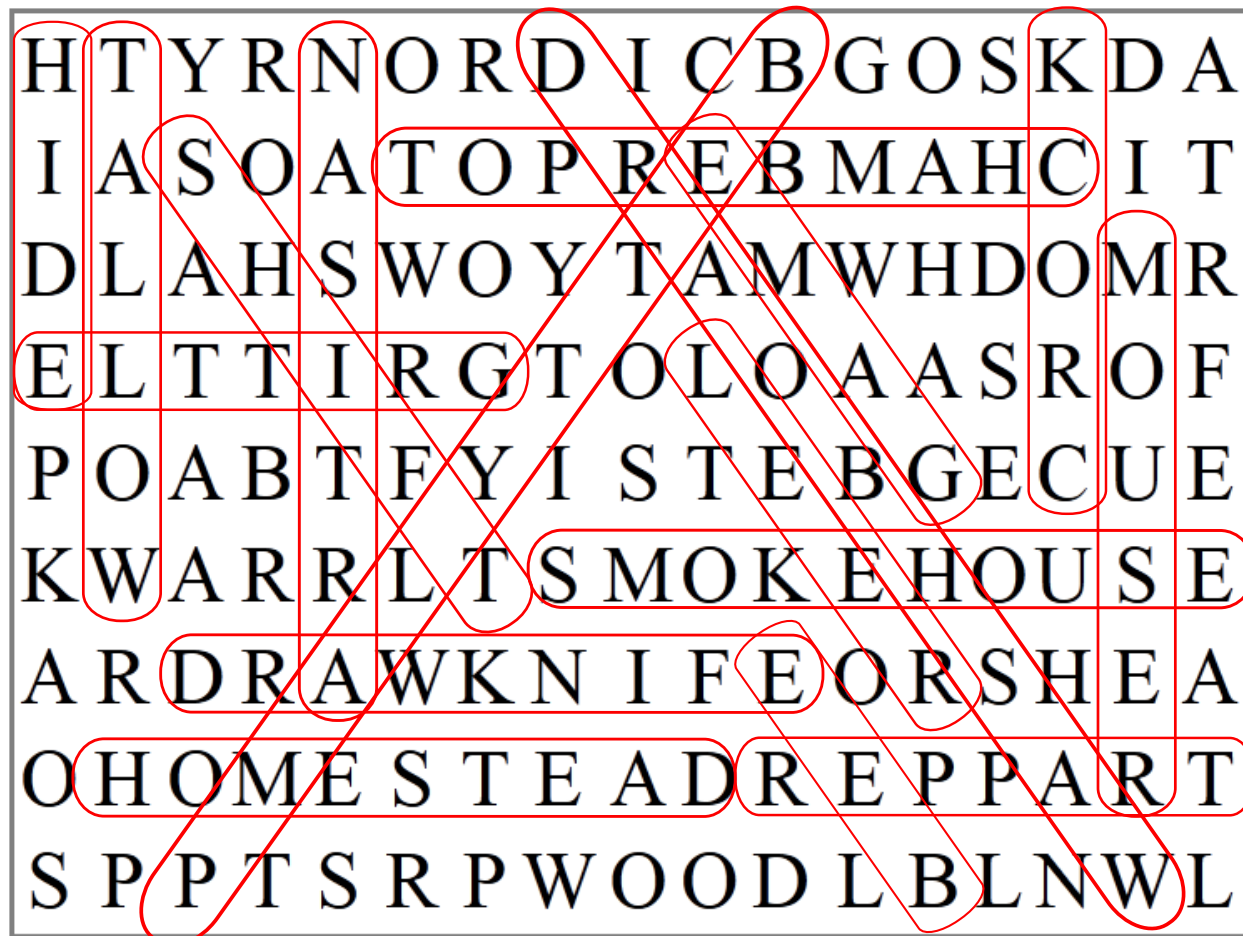 H T Y R N O R D I C B G O S K D A
I A S O A T O P R E B M A H C I T
D L A H S W O Y T A M W H D O M R
E L T T I R G T O L O A A S R O F
P O A B T F Y I S T E B G E C U E
K W A R R L T S M O K E H O U S E
A R D R A W K N I F E O R S H E A
O H O M E S T E A D R E P P A R T
S P P T S R P W O O D L B L N W L